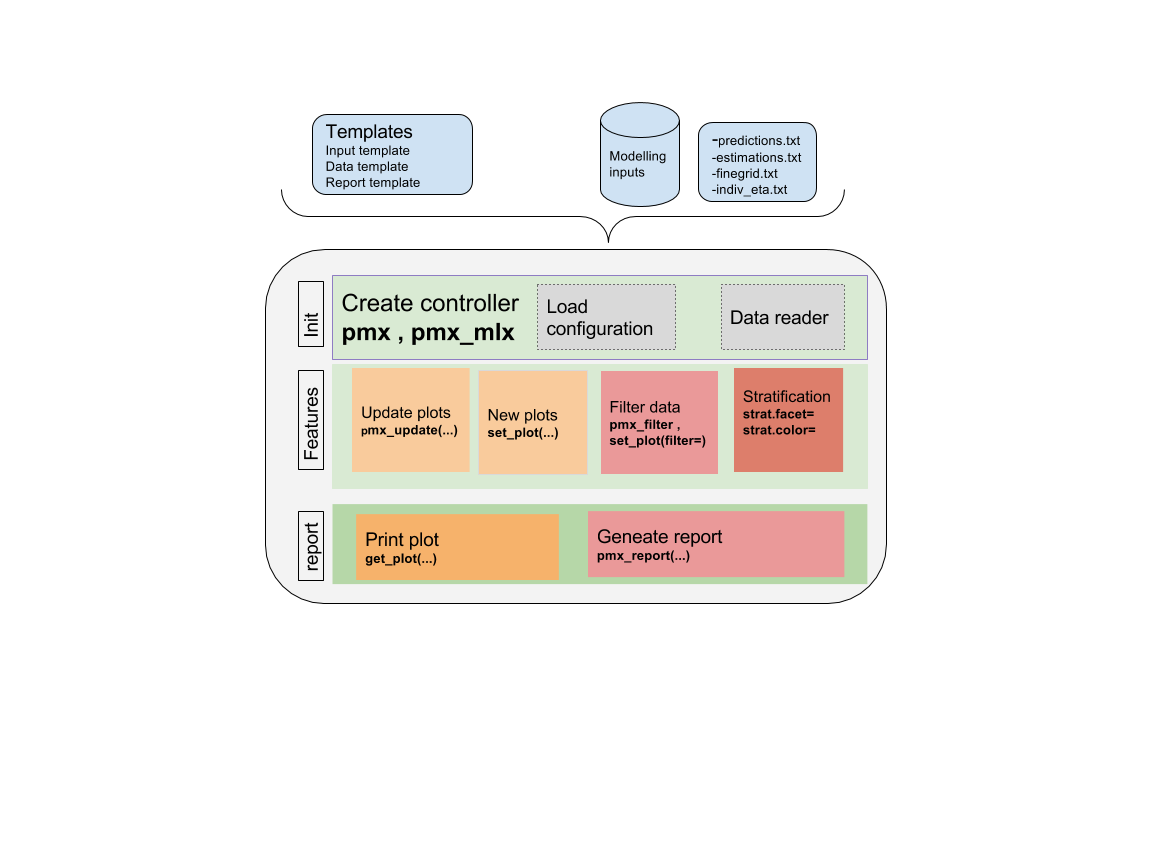 Templates
Input template
Data template
Report template
Modelling
inputs
-predictions.txt
-estimations.txt
-finegrid.txt
-indiv_eta.txt
Init
Create controller
pmx , pmx_mlx
Load
configuration
Data reader
Features
Update plots
pmx_update(...)
New plots
set_plot(...)
Filter data
pmx_filter ,
set_plot(filter=)
Stratification
strat.facet=
strat.color=
report
Print plot
get_plot(...)
Geneate report
pmx_report(...)